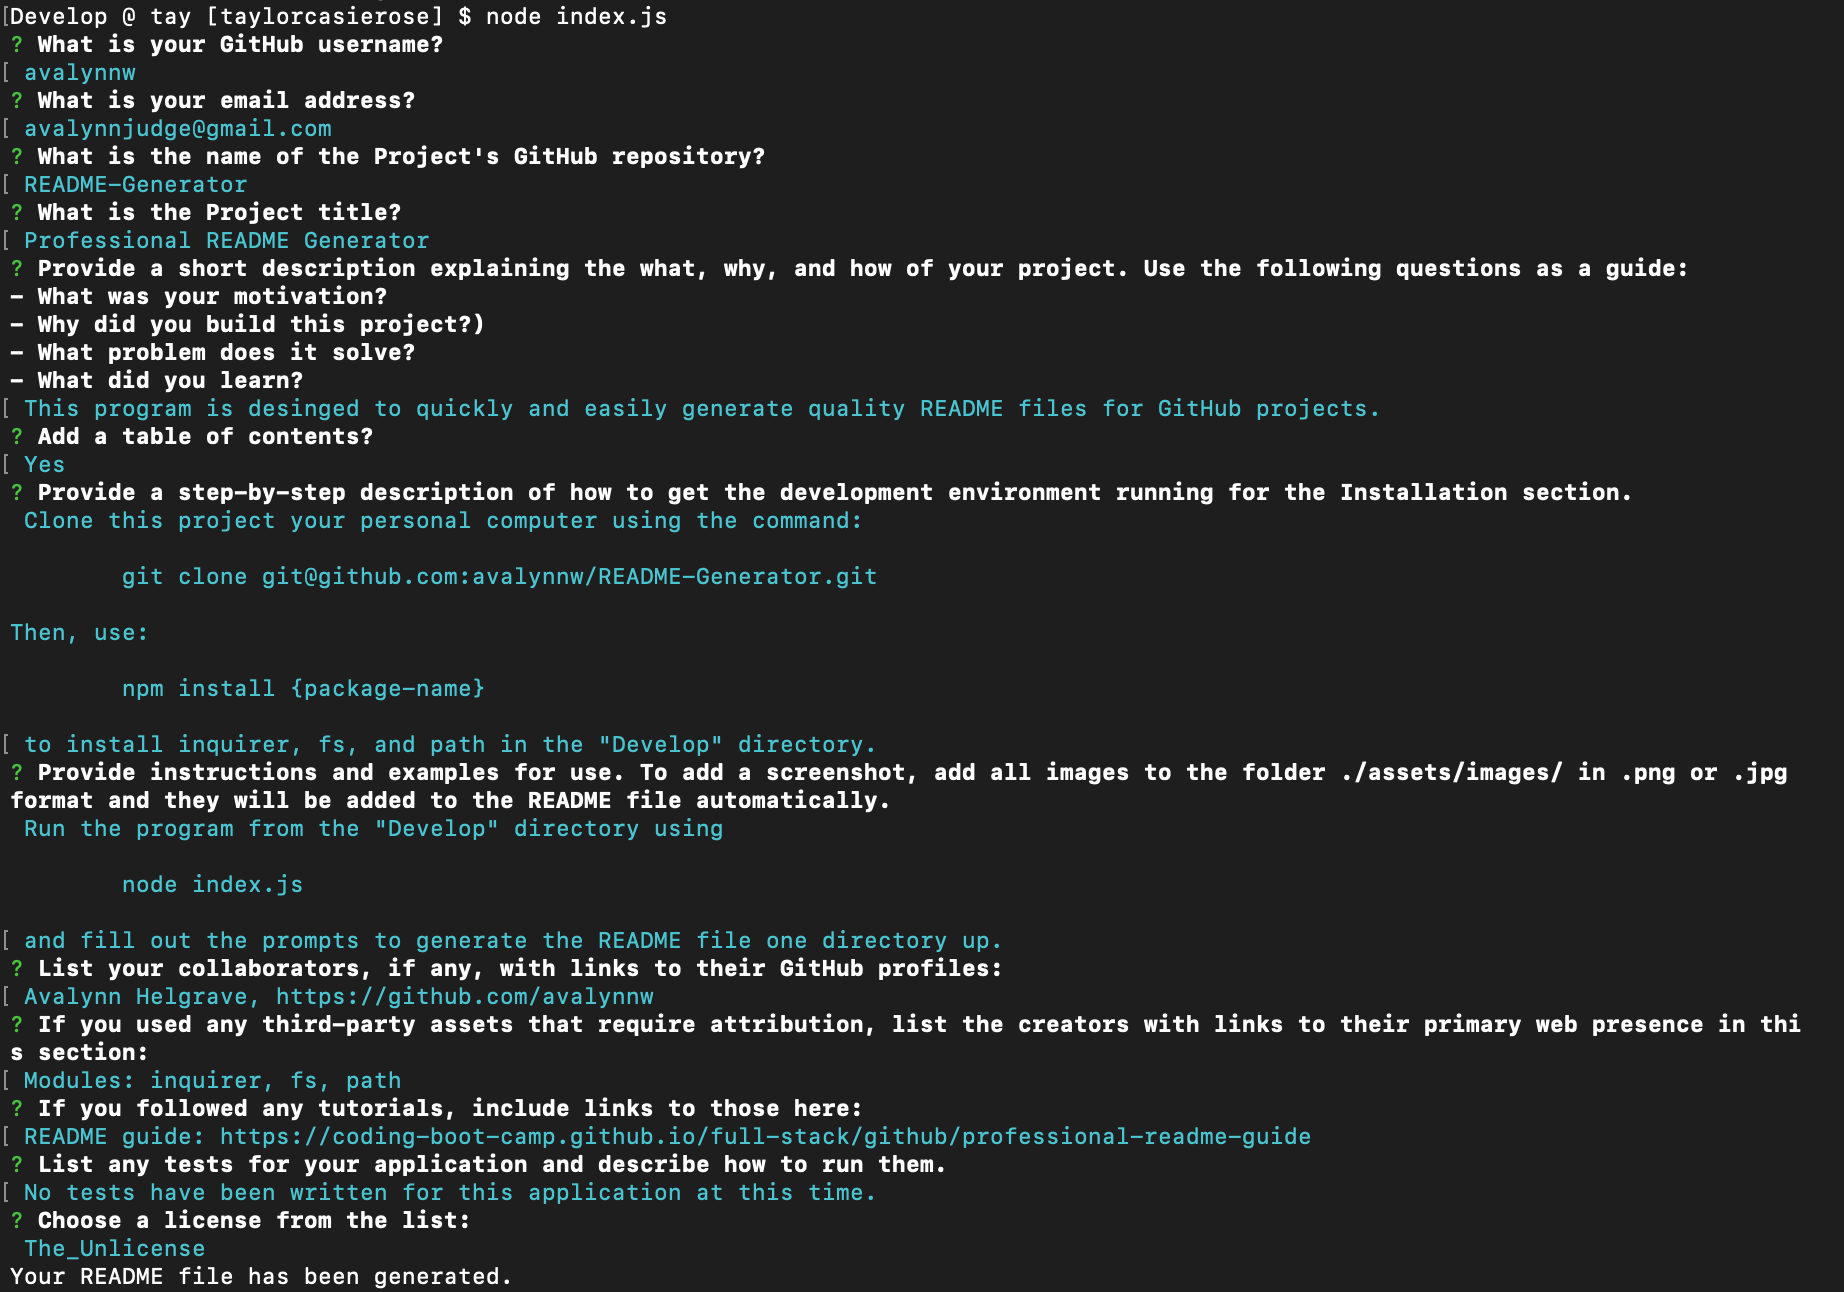 [Develop @ tay [taylorcasierose] $ node index.js
? What is your GitHub username?
[ avalynnw
? What is your email address?
[ avalynnjudge@gmail.com
? What is the name of the Project's GitHub repository?
[ README-Generator
? What is the Project title?
[ Professional README Generator
? Provide a short description explaining the what, why, and how of your project. Use the following questions as a guide:
- What was your motivation?
- Why did you build this project?)
- What problem does it solve?
- What did you learn?
[ This program is desinged to quickly and easily generate quality README files for GitHub projects.
? Add a table of contents?
[ Yes
? Provide a step-by-step description of how to get the development environment running for the Installation section.
Clone this project your personal computer using the command:
git clone git@github.com:avalynnw/README-Generator.git
Then, use:
npm install {package-name}
[ to install inquirer, fs, and path in the "Develop" directory.
? Provide instructions and examples for use. To add a screenshot, add all images to the folder ./assets/images/ in .png or .jpg
format and they will be added to the README file automatically.
Run the program from the "Develop" directory using
node index.js
[ and fill out the prompts to generate the README file one directory up.
? List your collaborators, if any, with links to their GitHub profiles:
[ Avalynn Helgrave, https://github.com/avalynnw
? If you used any third-party assets that require attribution, list the creators with links to their primary web presence in thi
s section:
[ Modules: inquirer, fs, path
? If you followed any tutorials, include links to those here:
[ README guide: https://coding-boot-camp.github.io/full-stack/github/professional-readme-guide
? List any tests for your application and describe how to run them.
[ No tests have been written for this application at this time.
? Choose a license from the list:
The_Unlicense
Your README file has been generated.